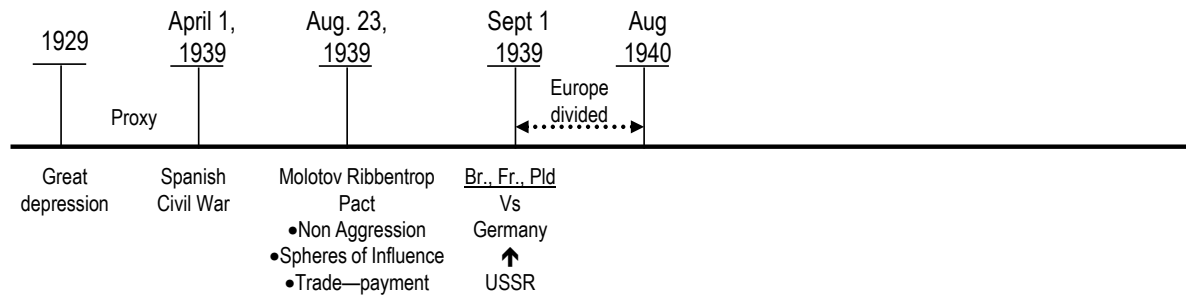 1929
April 1,
1939
Aug. 23,
1939
Sept 1
1939
Aug
1940
Proxy
Europe
divided
Great
depression
Spanish
Civil War
Molotov Ribbentrop
Pact
●Non Aggression
●Spheres of Influence
●Trade—payment
Br., Fr., Pld
Vs
Germany
↑
USSR